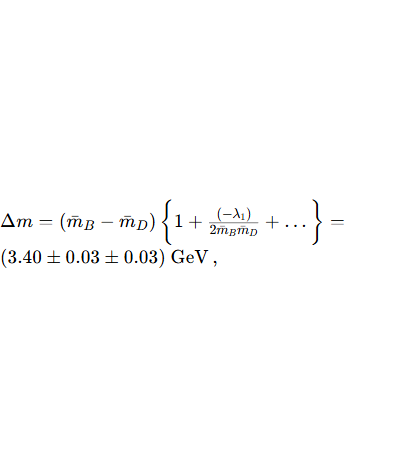 Δm = (m̄_B − m̄_D) {1 + (−λ₁)/(2m̄_B m̄_D) + …} =
(3.40 ± 0.03 ± 0.03) GeV ,